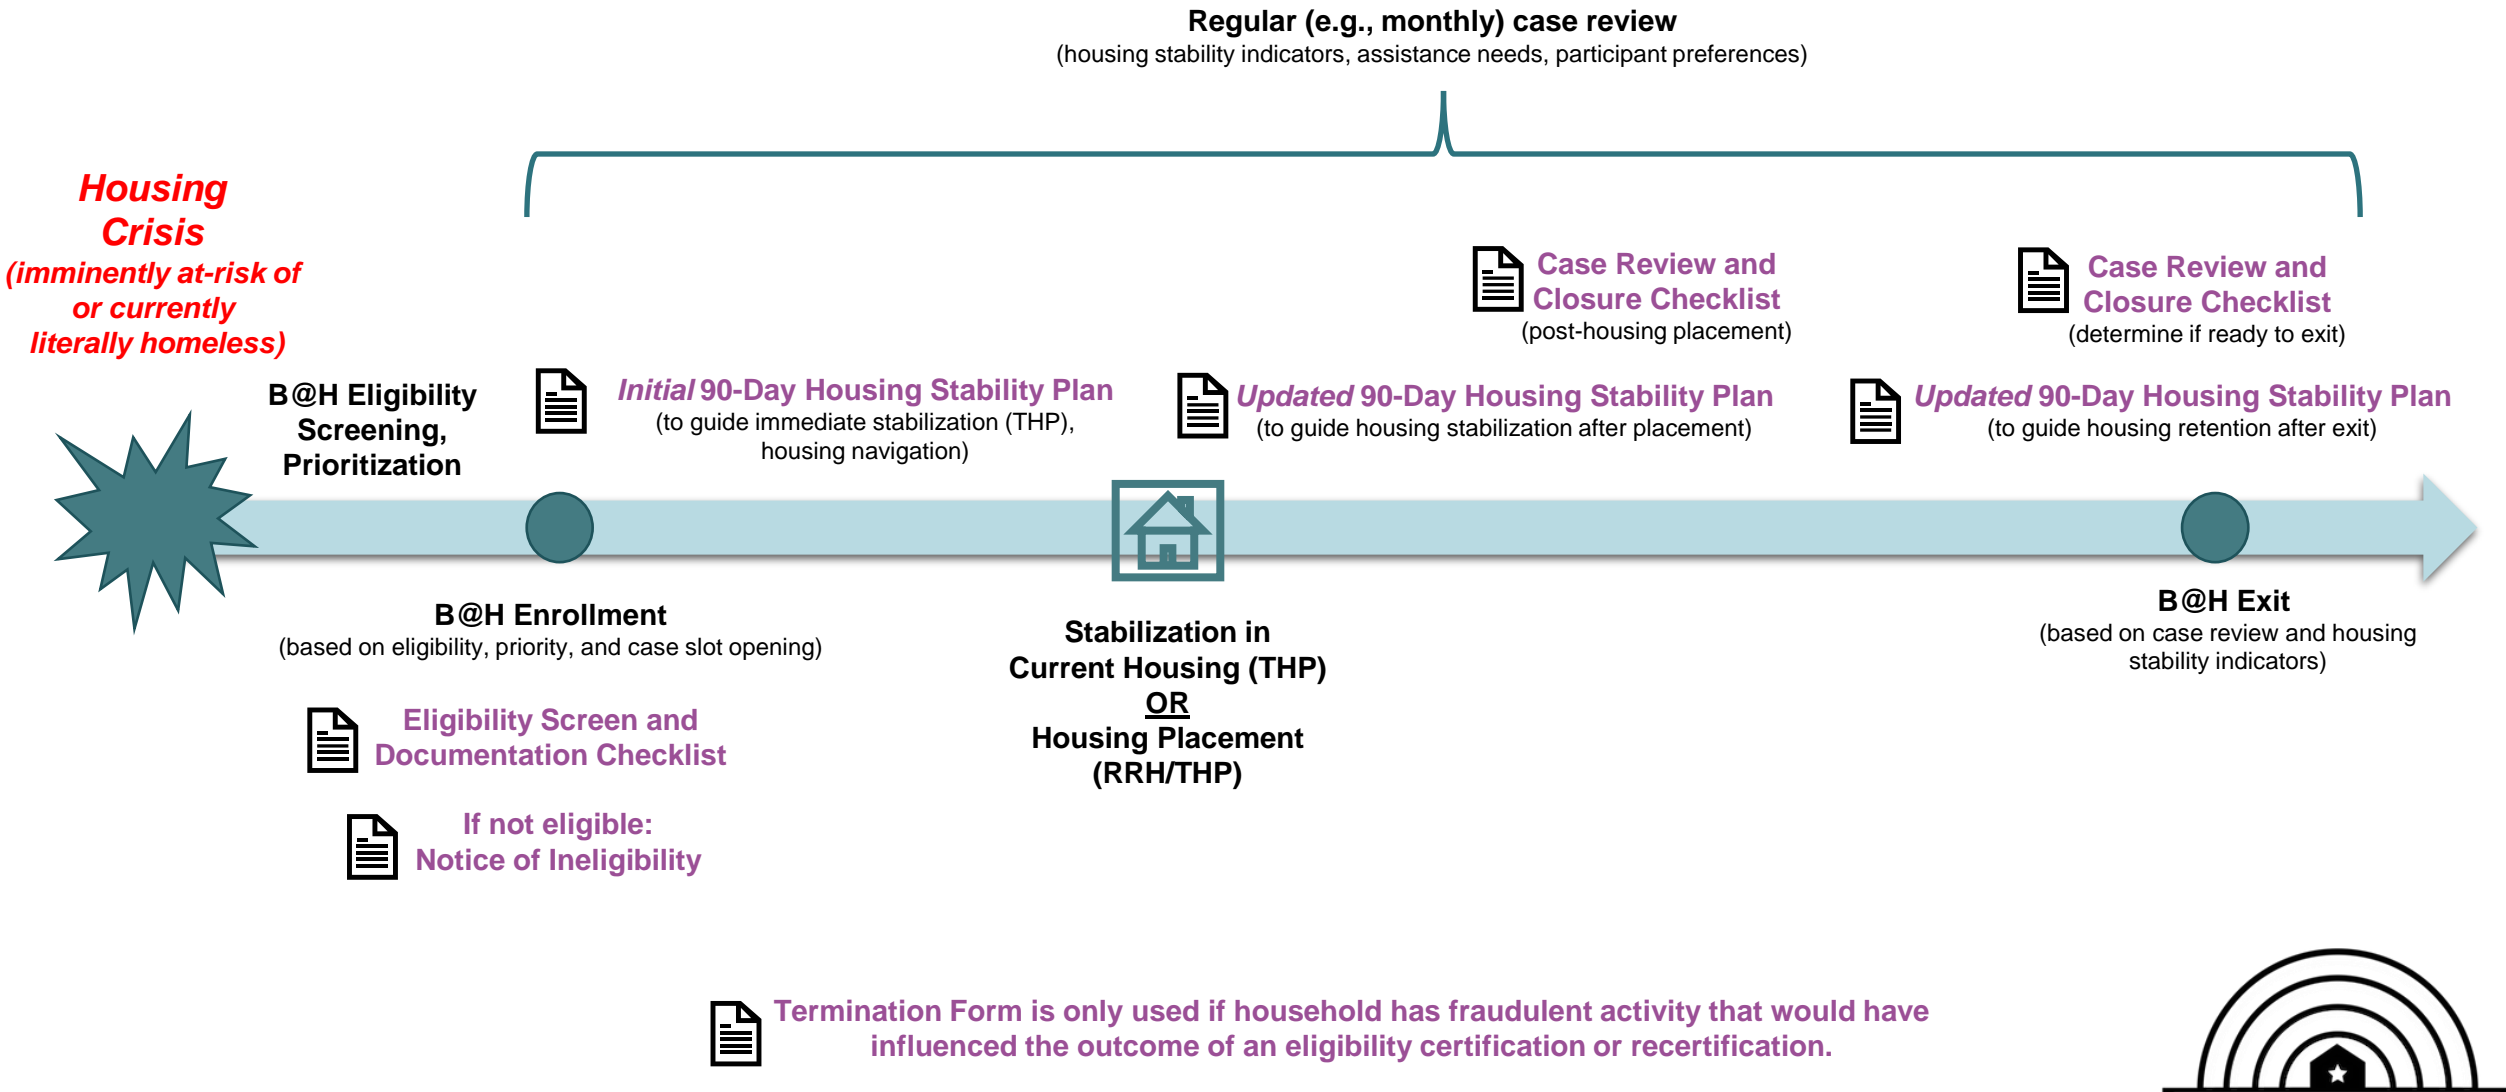 Regular (e.g., monthly) case review
(housing stability indicators, assistance needs, participant preferences)
Housing
Crisis
(imminently at-risk of
or currently
literally homeless)
B@H Eligibility
Screening,
Prioritization
Initial 90-Day Housing Stability Plan
(to guide immediate stabilization (THP),
housing navigation)
Case Review and
Closure Checklist
(post-housing placement)
Updated 90-Day Housing Stability Plan
(to guide housing stabilization after placement)
Case Review and
Closure Checklist
(determine if ready to exit)
Updated 90-Day Housing Stability Plan
(to guide housing retention after exit)
B@H Enrollment
(based on eligibility, priority, and case slot opening)
Eligibility Screen and
Documentation Checklist
If not eligible:
Notice of Ineligibility
Stabilization in
Current Housing (THP)
OR
Housing Placement
(RRH/THP)
B@H Exit
(based on case review and housing
stability indicators)
Termination Form is only used if household has fraudulent activity that would have
influenced the outcome of an eligibility certification or recertification.